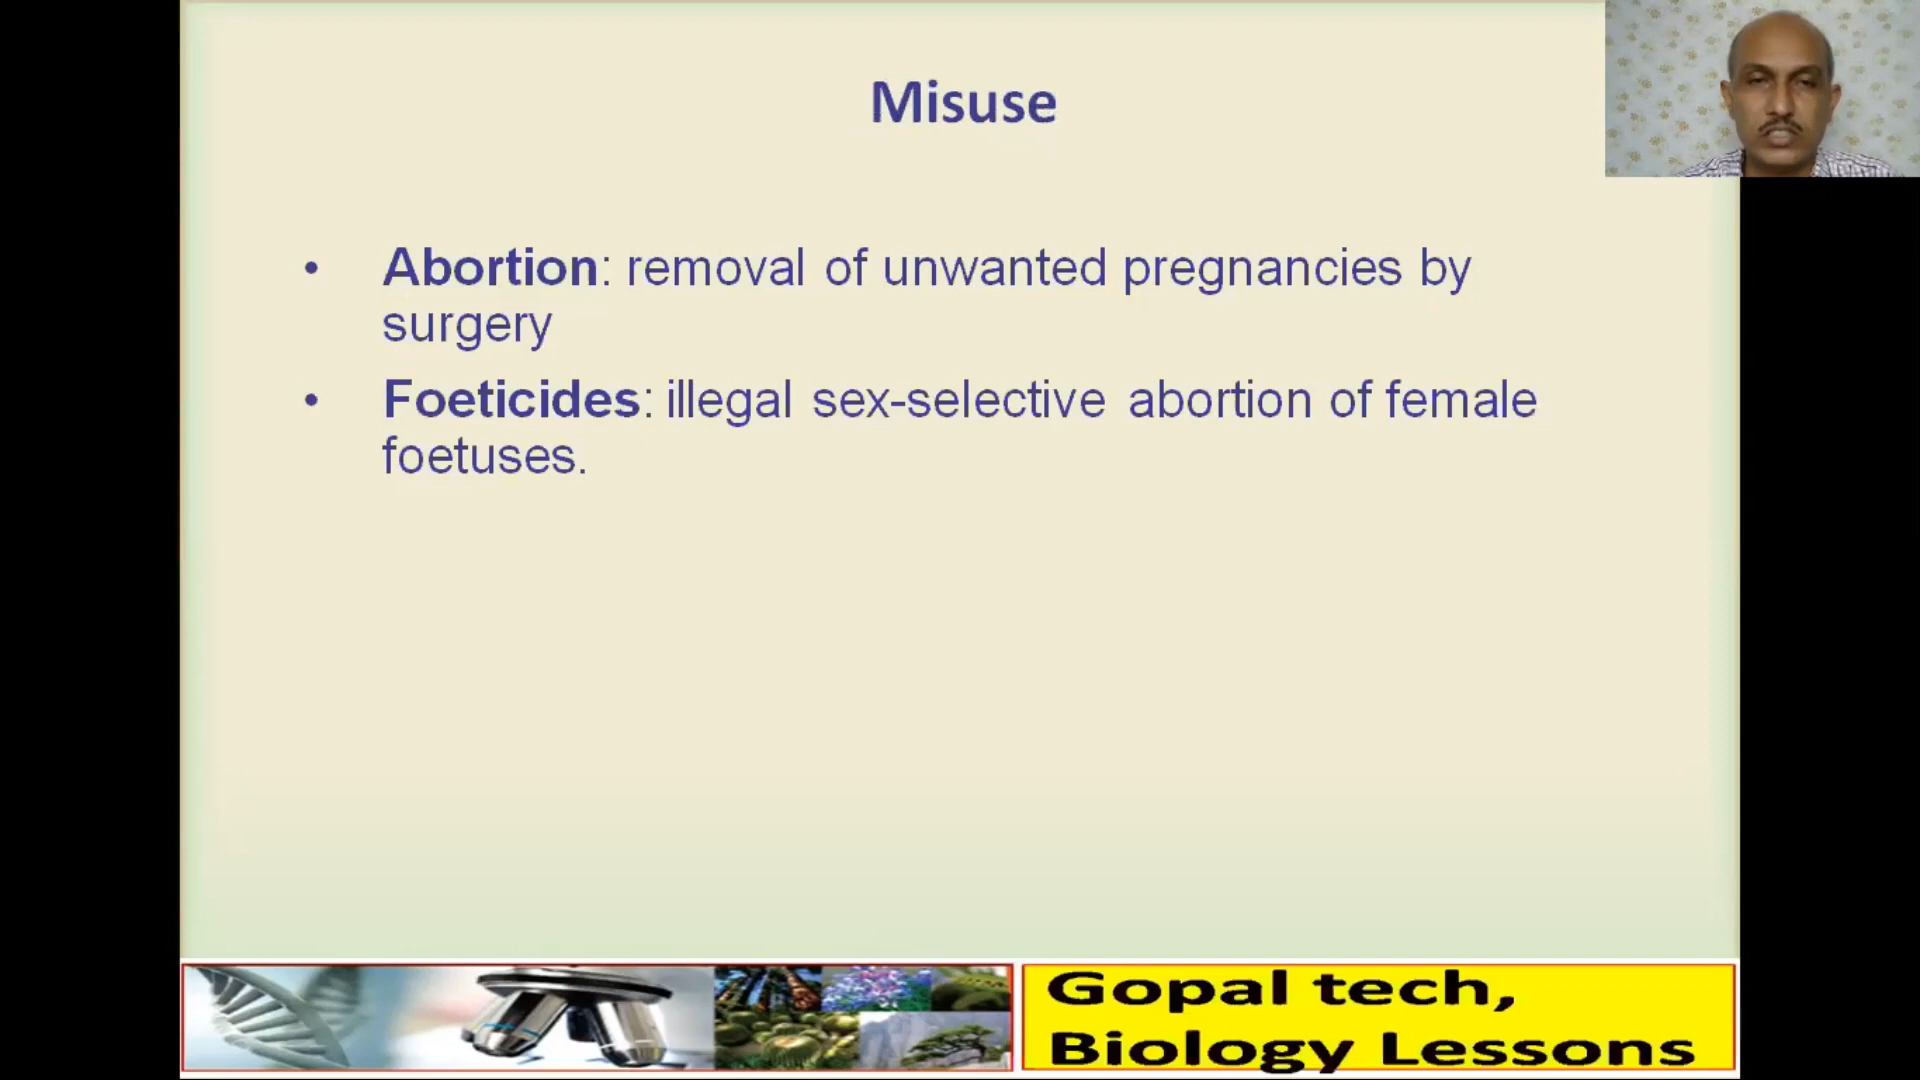 Misuse
• Abortion: removal of unwanted pregnancies by
surgery
• Foeticides: illegal sex-selective abortion of female
foetuses.
Gopal tech,
Biology Lessons